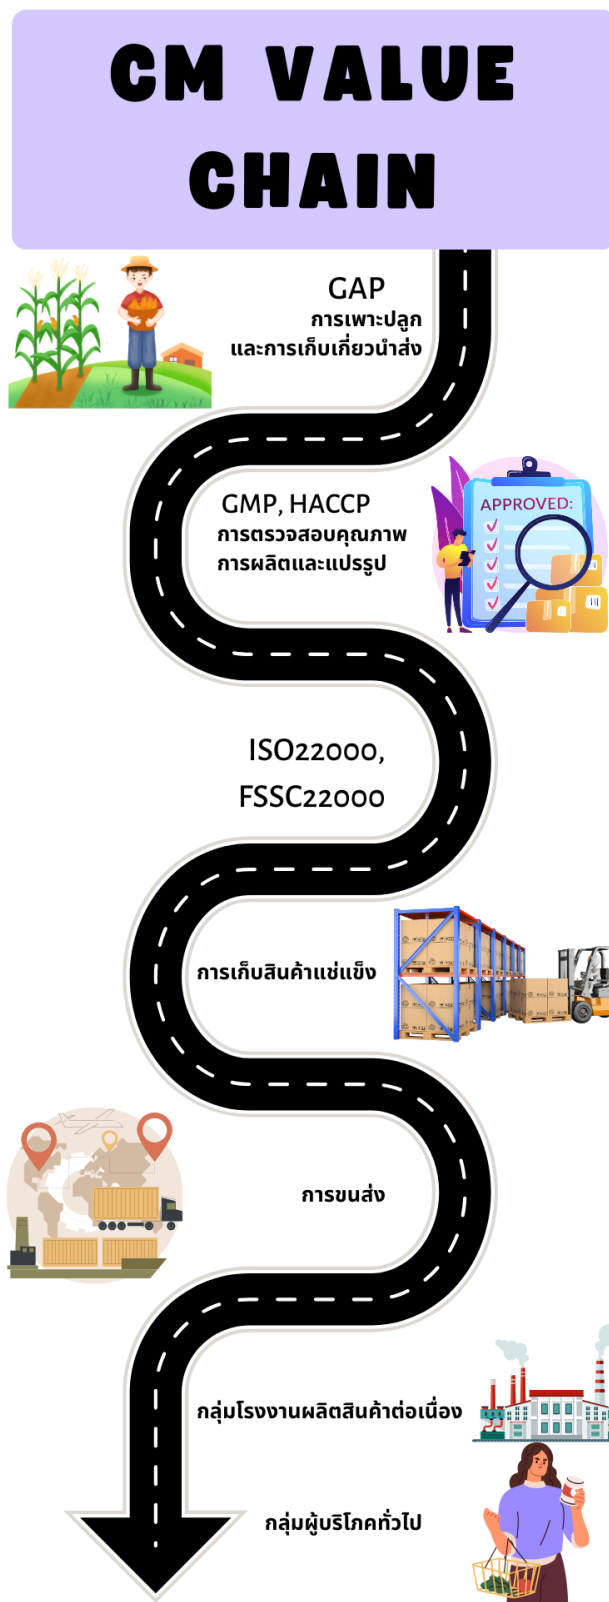 CM VALUE
CHAIN
GAP
การเพาะปลูก
และการเก็บเกี่ยวนำส่ง
GMP, HACCP
การตรวจสอบคุณภาพ
การผลิตและแปรรูป
APPROVED:
ISO22000,
FSSC22000
การเก็บสินค้าแช่แข็ง
การขนส่ง
กลุ่มโรงงานผลิตสินค้าต่อเนื่อง
กลุ่มผู้บริโภคทั่วไป